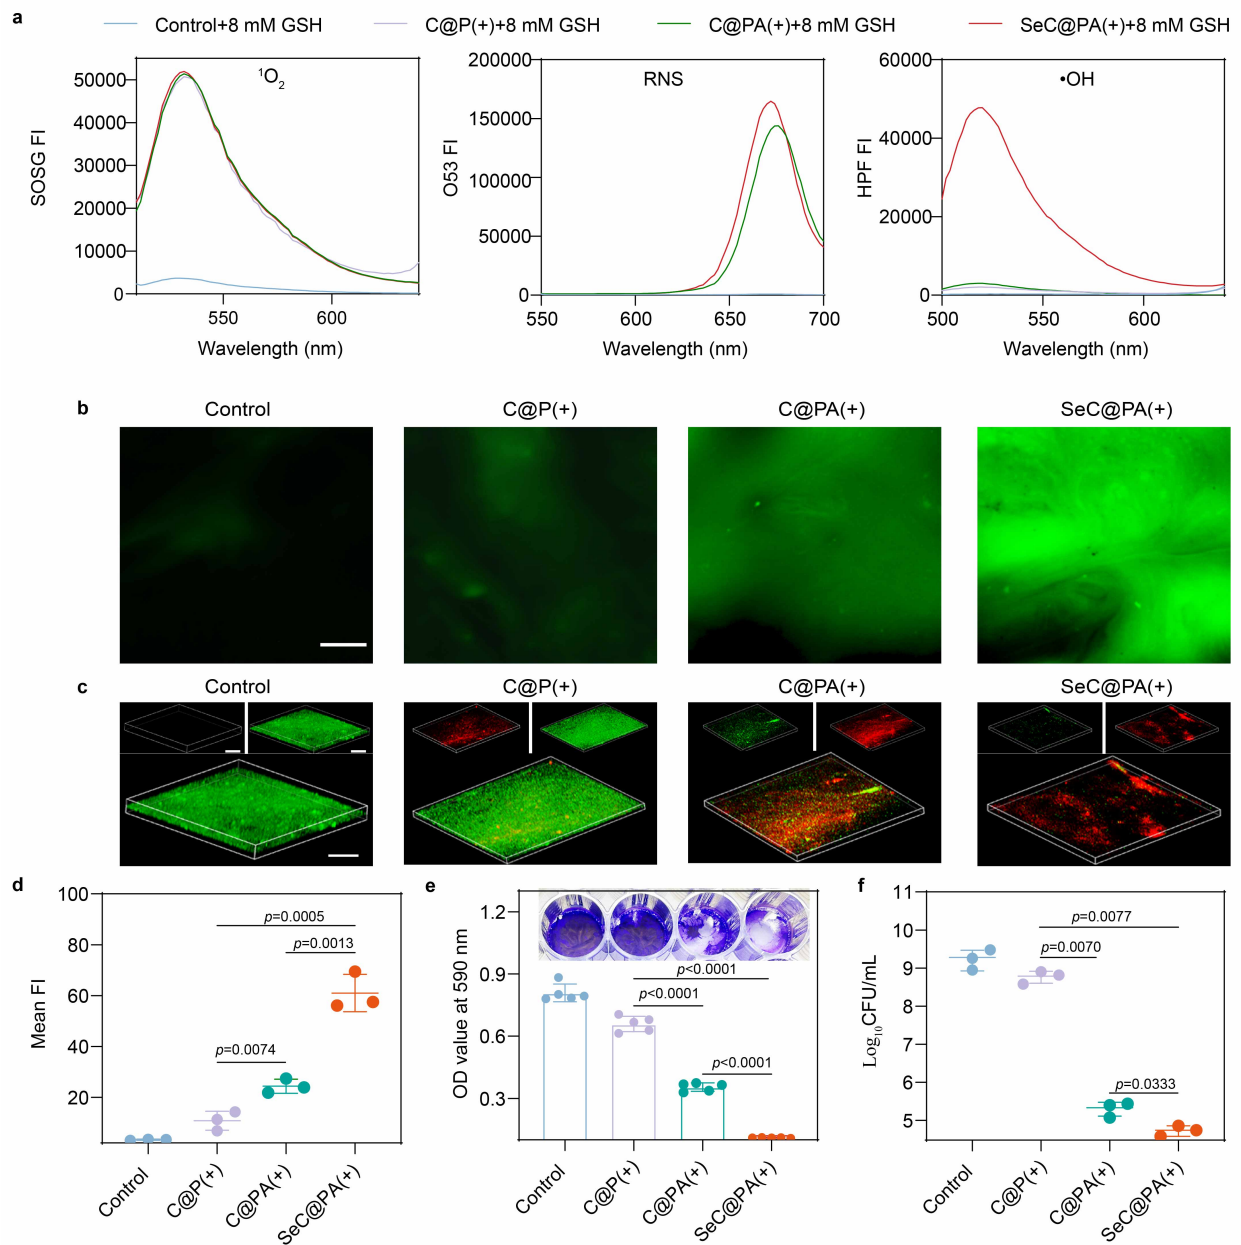 a
Control+8 mM GSH
C@P(+)+8 mM GSH
C@PA(+)+8 mM GSH
SeC@PA(+)+8 mM GSH
SOSG FI
50000
40000
30000
20000
10000
0
¹O₂
550
600
Wavelength (nm)
O53 FI
200000
150000
100000
50000
0
RNS
550
600
650
700
Wavelength (nm)
HPF FI
60000
40000
20000
0
•OH
500
550
600
Wavelength (nm)
b
Control
C@P(+)
C@PA(+)
SeC@PA(+)
c
Control
C@P(+)
C@PA(+)
SeC@PA(+)
d
Mean FI
100
80
60
40
20
p=0.0005
p=0.0013
p=0.0074
Control
C@P(+)
C@PA(+)
SeC@PA(+)
e
OD value at 590 nm
1.2
0.9
0.6
0.3
p<0.0001
p<0.0001
p<0.0001
Control
C@P(+)
C@PA(+)
SeC@PA(+)
f
Log₁₀CFU/mL
11
10
9
8
7
6
5
p=0.0077
p=0.0070
p=0.0333
Control
C@P(+)
C@PA(+)
SeC@PA(+)